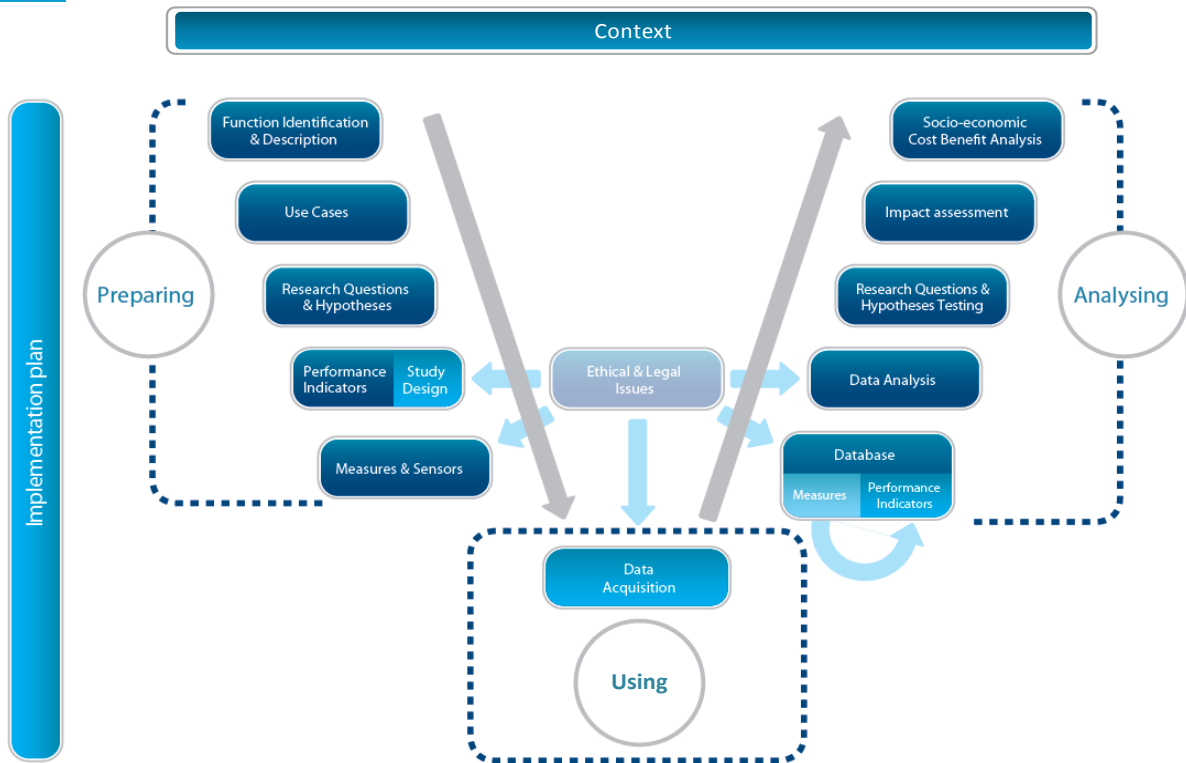 Context
Implementation plan
Preparing
Function Identification
& Description
Use Cases
Research Questions
& Hypotheses
Performance
Indicators
Study
Design
Measures & Sensors
Ethical & Legal
Issues
Data
Acquisition
Using
Socio-economic
Cost Benefit Analysis
Impact assessment
Research Questions &
Hypotheses Testing
Data Analysis
Database
Measures
Performance
Indicators
Analysing